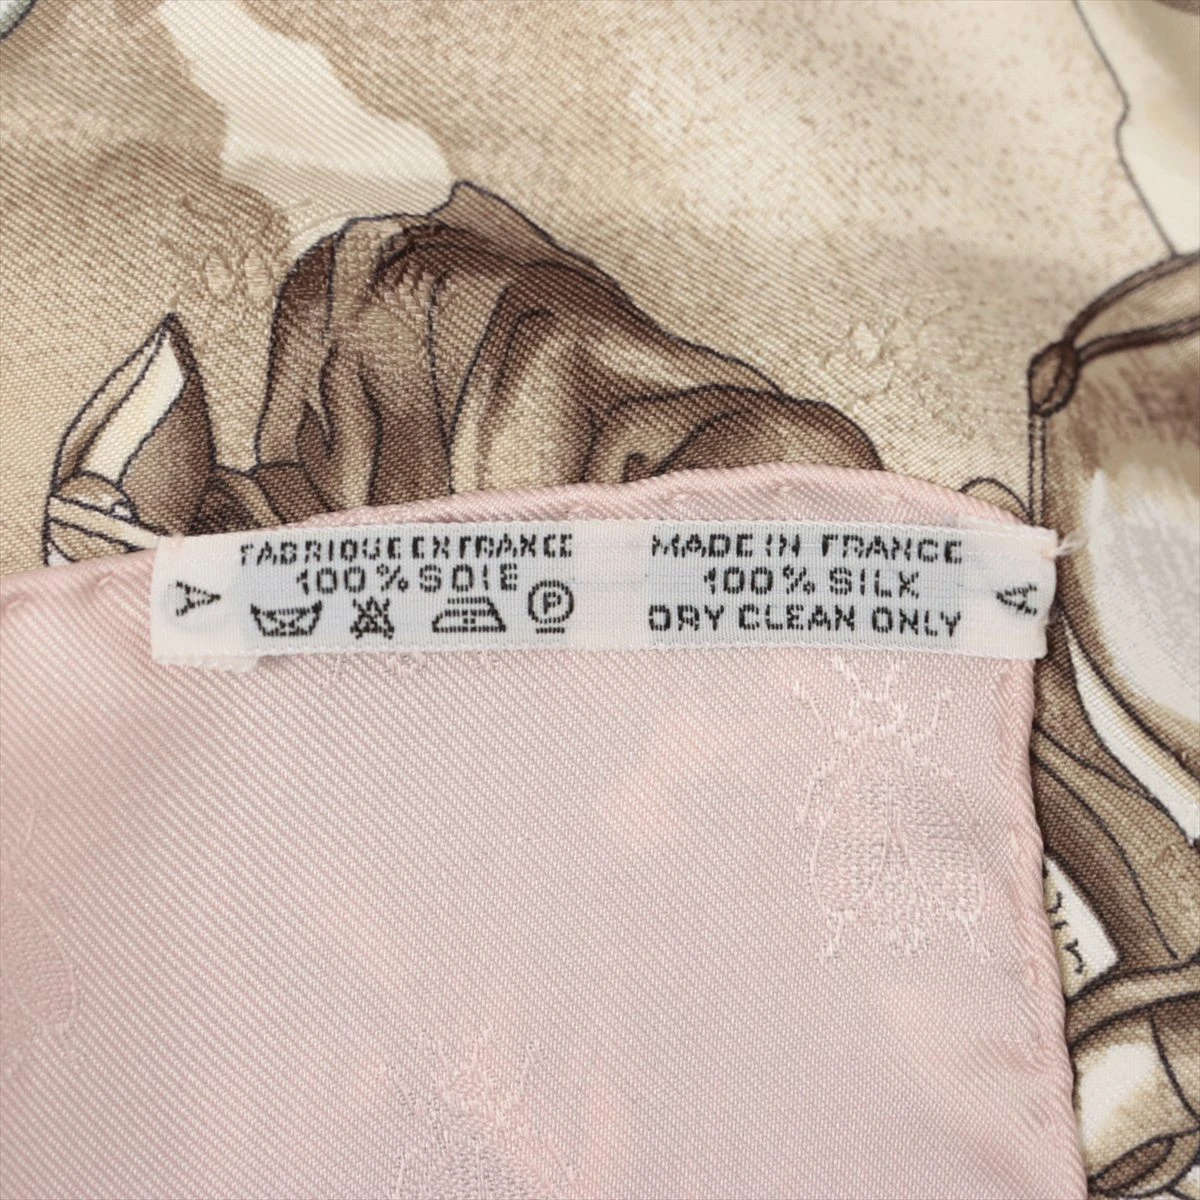 FABRIQUE EN FRANCE
100% SOIE
P
A
MADE IN FRANCE
100% SILK
DRY CLEAN ONLY
A